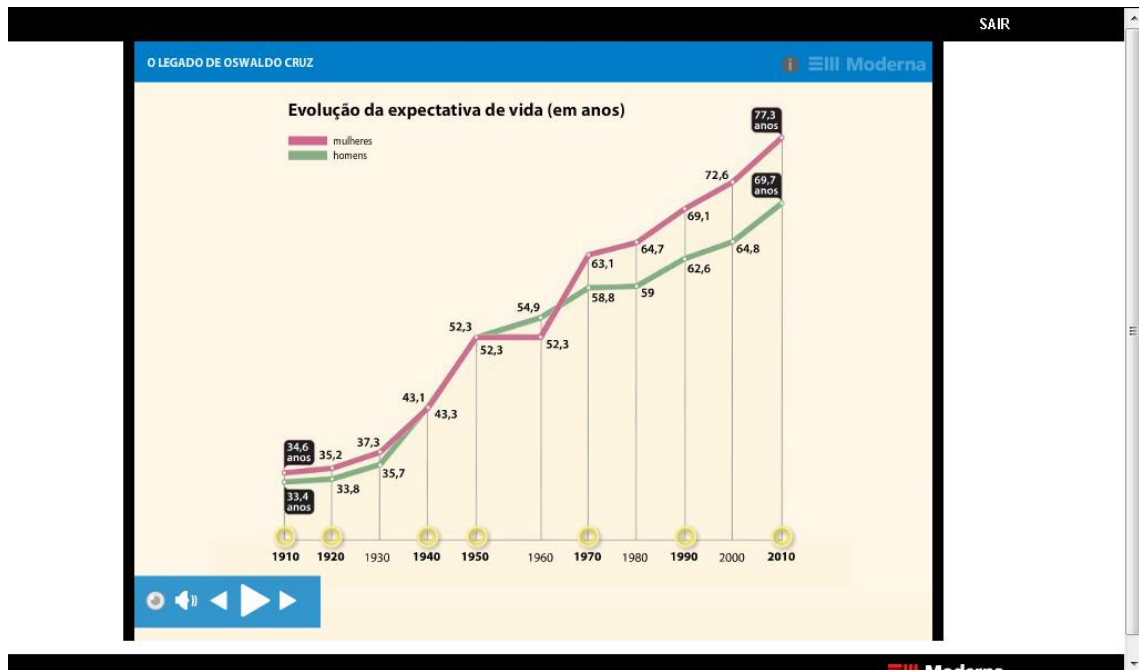 SAIR
O LEGADO DE OSWALDO CRUZ
i Moderna
Evolução da expectativa de vida (em anos)
mulheres
homens
77,3
anos
72,6
69,7
anos
69,1
64,7
64,8
63,1
62,6
58,8
59
54,9
52,3
52,3
52,3
43,1
43,3
37,3
34,6
anos
35,2
35,7
33,8
33,4
anos
1910 1920 1930 1940 1950 1960 1970 1980 1990 2000 2010
Moderna